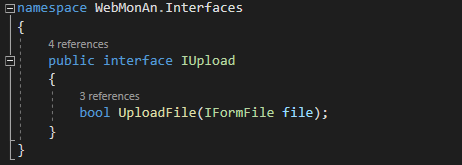 namespace WebMonAn.Interfaces
{
4 references
public interface IUpload
{
3 references
bool UploadFile(IFormFile file);
}
}